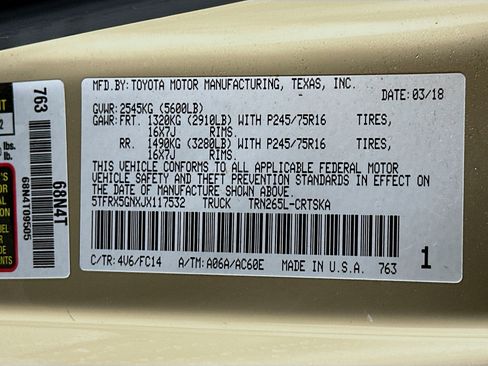 MFD.BY:TOYOTA MOTOR MANUFACTURING, TEXAS, INC.
DATE:03/18
GVWR:2545KG (5600LB)
GAWR:FRT. 1320KG (2910LB) WITH P245/75R16 TIRES,
16X7J RIMS.
RR. 1490KG (3280LB) WITH P245/75R16 TIRES,
16X7J RIMS.
THIS VEHICLE CONFORMS TO ALL APPLICABLE FEDERAL MOTOR
VEHICLE SAFETY AND THEFT PREVENTION STANDARDS IN EFFECT ON
THE DATE OF MANUFACTURE SHOWN ABOVE.
5TFRX5GNXJX117532 TRUCK TRN265L-CRTSKA
C/TR:4V6/FC14 A/TM:A06A/AC60E MADE IN U.S.A. 763
1
763
68N4T
68N4T09505